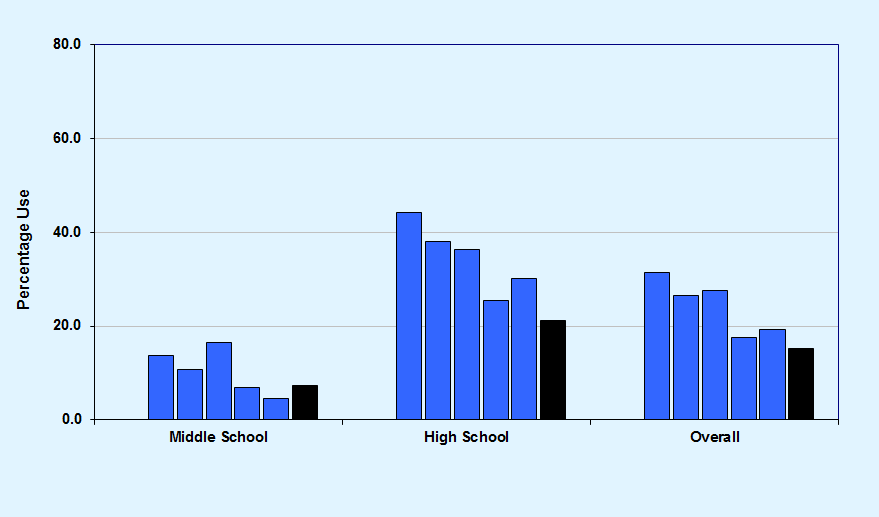 80.0
60.0
40.0
20.0
0.0
Percentage Use
Middle School
High School
Overall